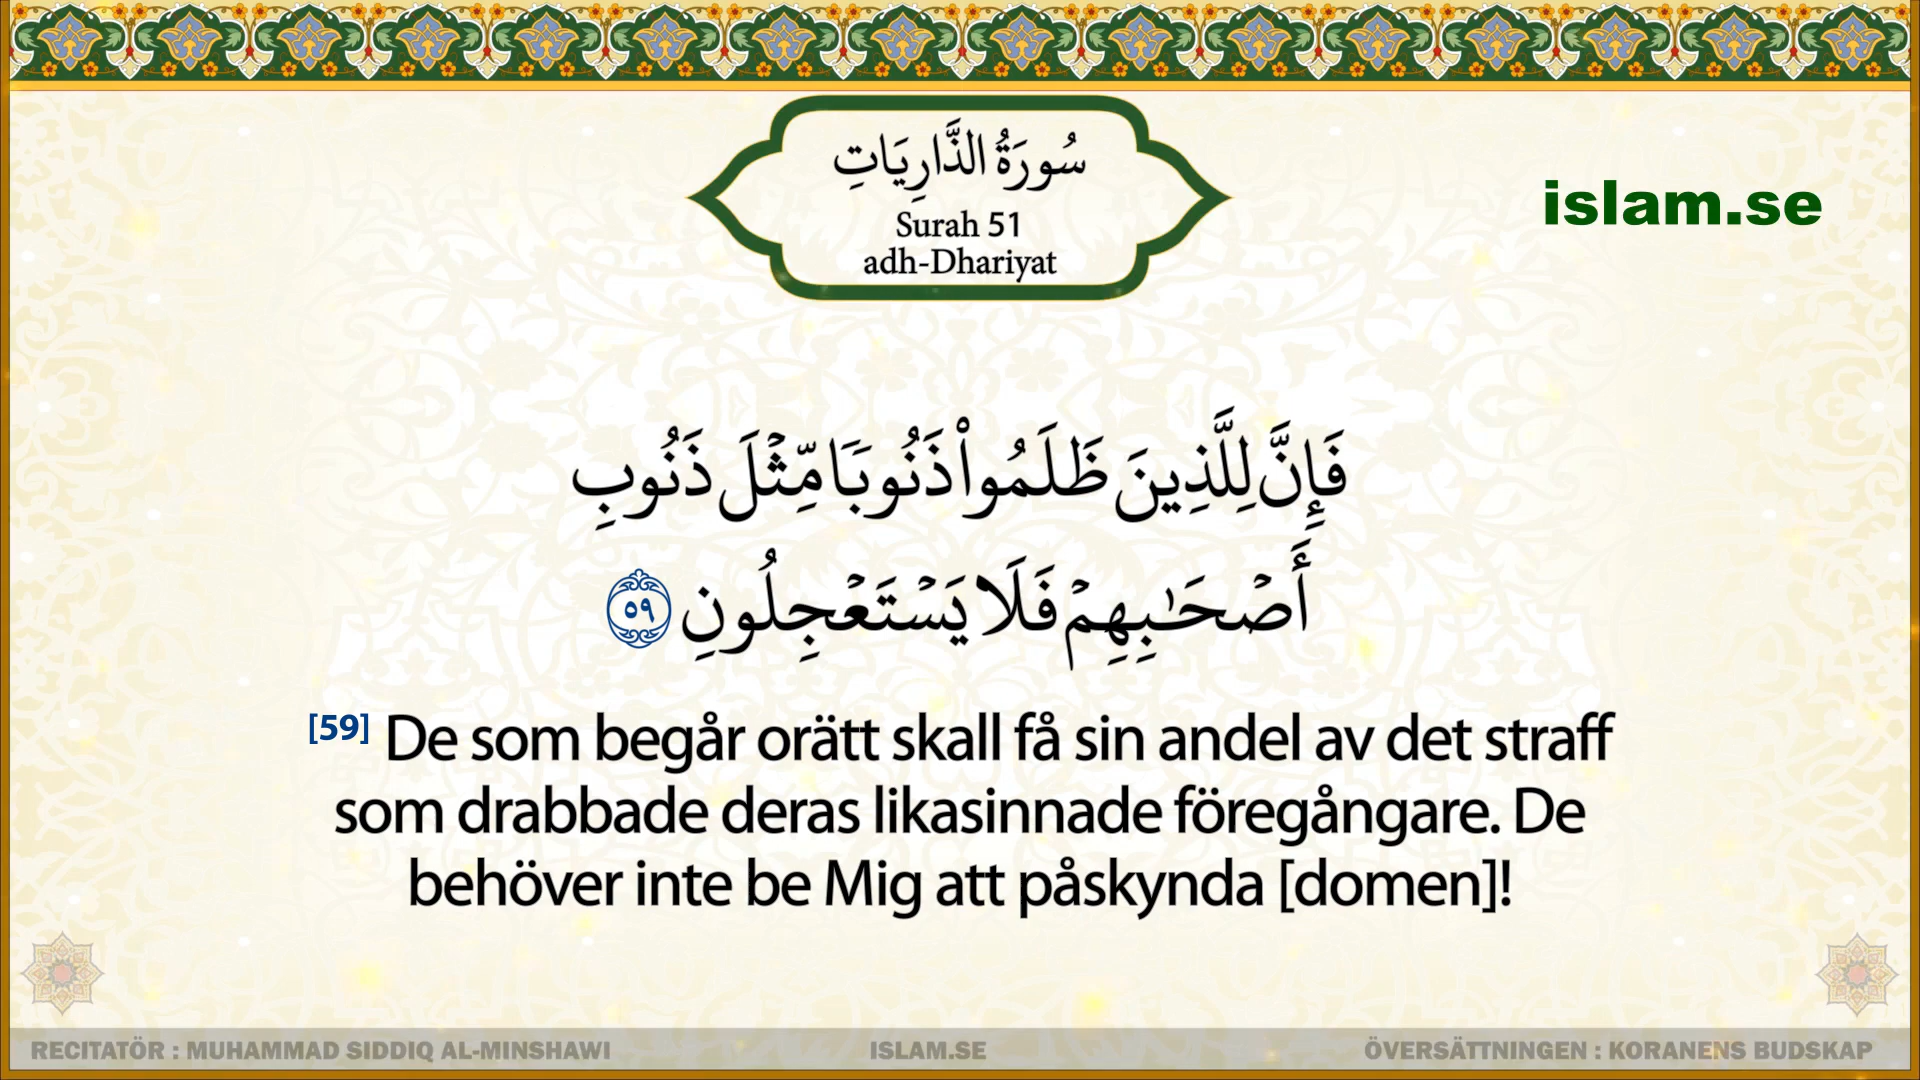 سُورَةُ الذَّارِيَاتِ
Surah 51
adh-Dhariyat
islam.se
فَإِنَّ لِلَّذِينَ ظَلَمُوا۟ ذَنُوبًا مِّثْلَ ذَنُوبِ
أَصْحَـٰبِهِمْ فَلَا يَسْتَعْجِلُونِ ٥٩
[59] De som begår orätt skall få sin andel av det straff
som drabbade deras likasinnade föregångare. De
behöver inte be Mig att påskynda [domen]!
RECITATÖR : MUHAMMAD SIDDIQ AL-MINSHAWI
ISLAM.SE
ÖVERSÄTTNINGEN : KORANENS BUDSKAP